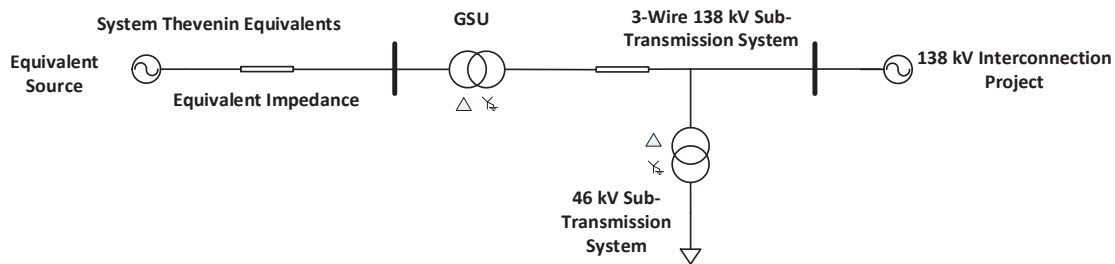 System Thevenin Equivalents
GSU
3-Wire 138 kV Sub-
Transmission System
Equivalent
Source
Equivalent Impedance
138 kV Interconnection
Project
46 kV Sub-
Transmission
System